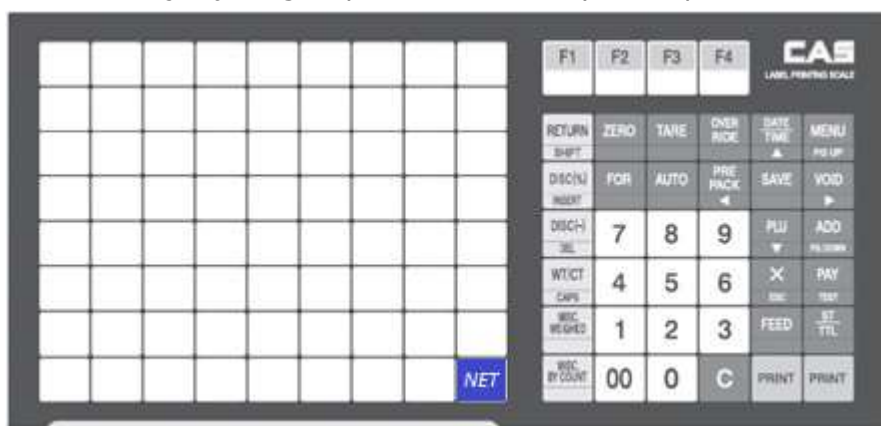 F1 F2 F3 F4 CAS
LABEL PRINTING SCALE
RETURN ZERO TARE OVER RIDE DATE TIME MENU
SHIFT PG UP
DISC(%) FOR AUTO PRE PACK SAVE VOID
INSERT
DISC(-) 7 8 9 PLU ADD
DEL PG DOWN
WT/CT 4 5 6 X PAY
CAPS ESC TEST
MISC WEIGHED 1 2 3 FEED ST TTL
NET MISC BY COUNT 00 0 C PRINT PRINT